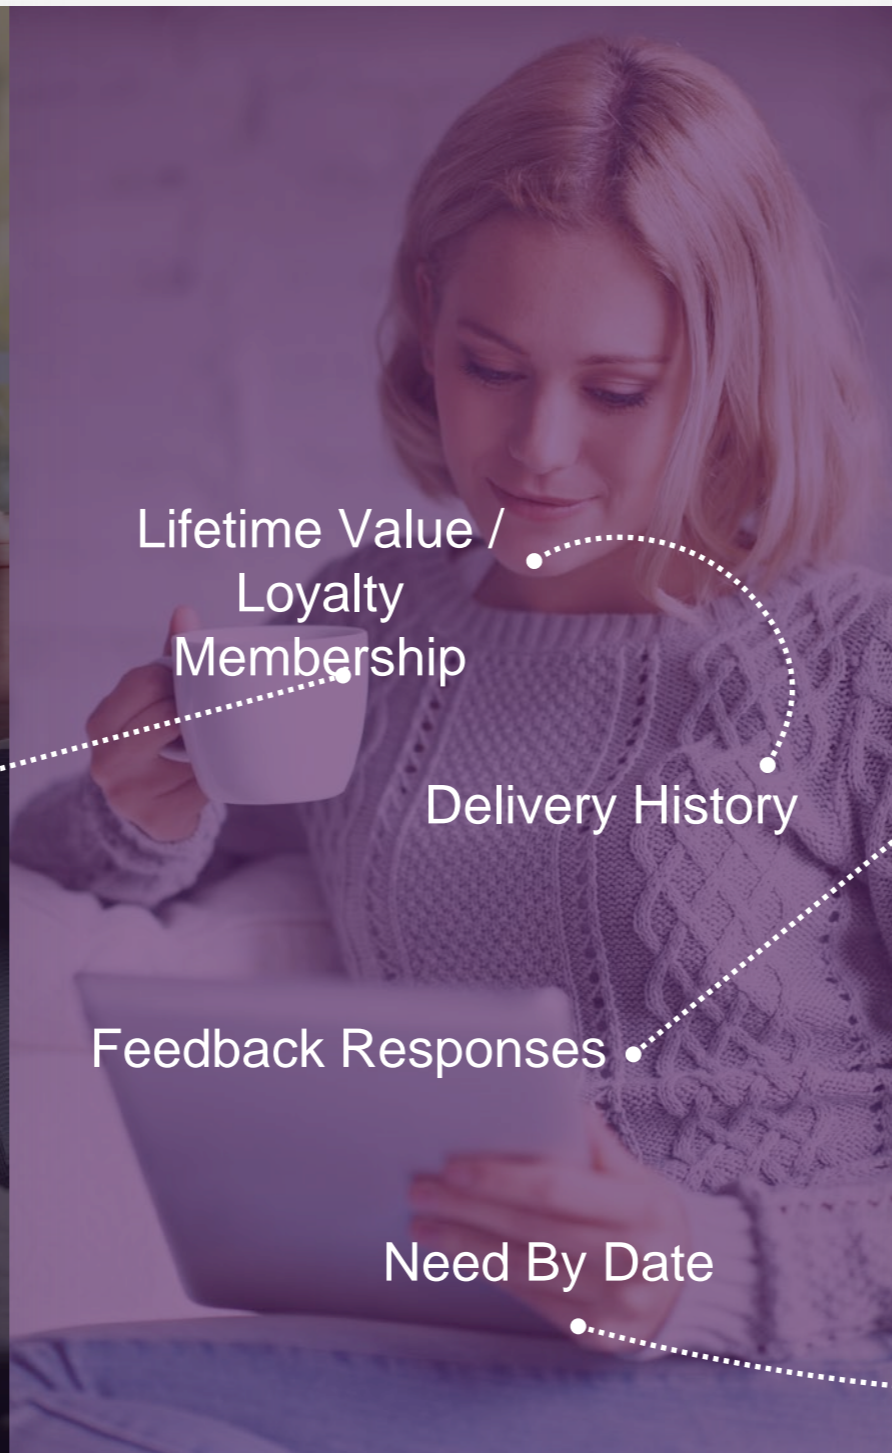 Lifetime Value /
Loyalty
Membership
Delivery History
Feedback Responses
Need By Date